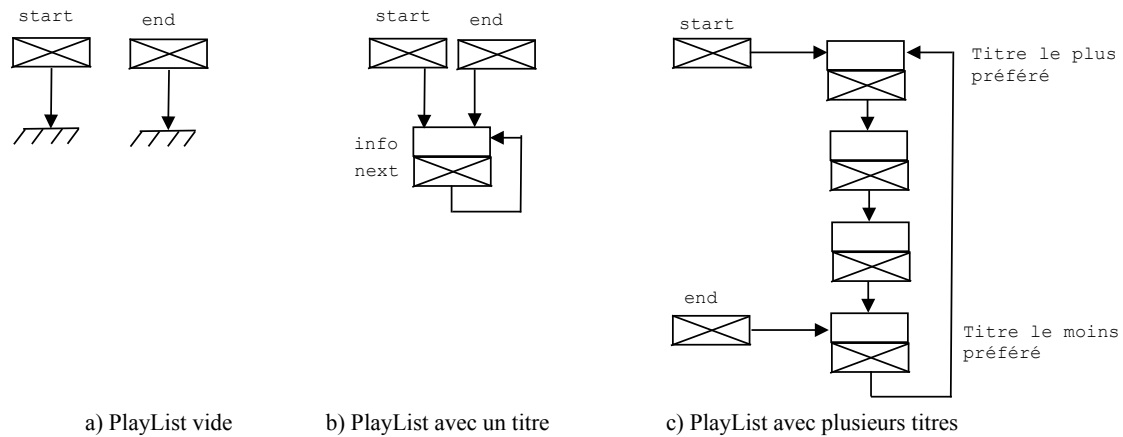 start
end
start
end
start
Titre le plus
préféré
info
next
end
Titre le moins
préféré
a) PlayList vide
b) PlayList avec un titre
c) PlayList avec plusieurs titres